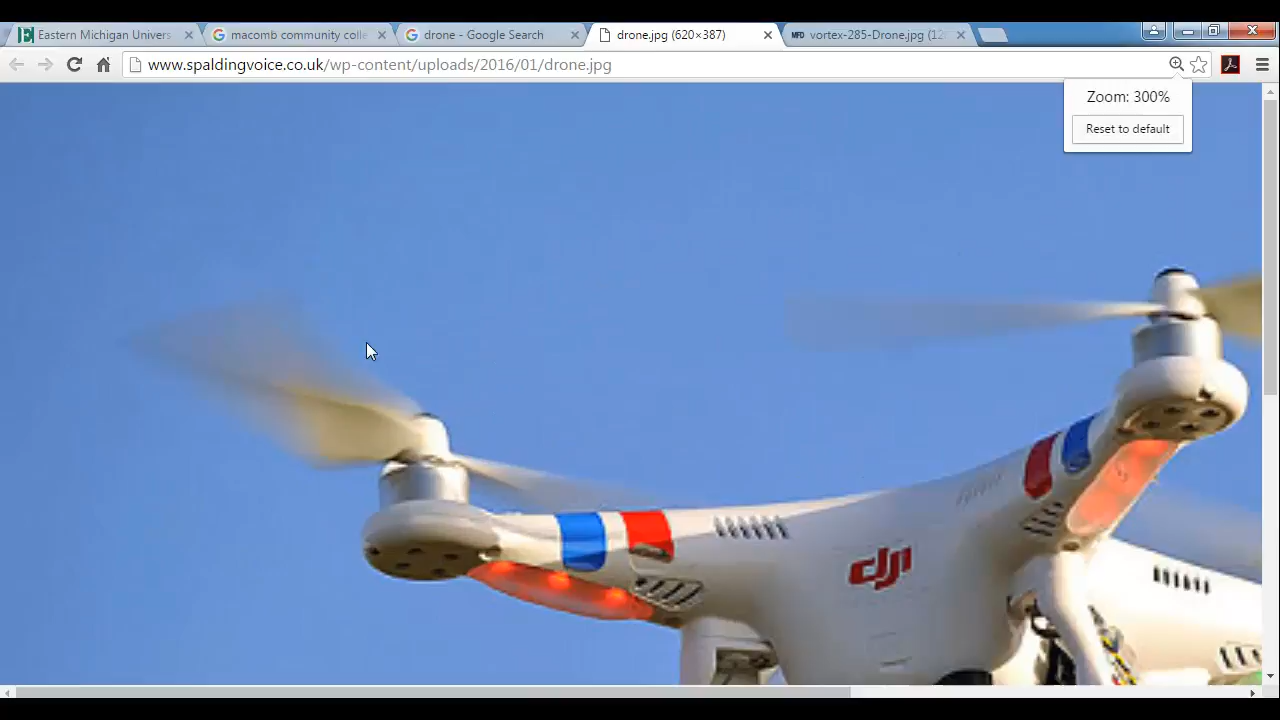 Eastern Michigan Univers
macomb community colle
drone - Google Search
drone.jpg (620×387)
MFD vortex-285-Drone.jpg (12
www.spaldingvoice.co.uk/wp-content/uploads/2016/01/drone.jpg
Zoom: 300%
Reset to default
dji